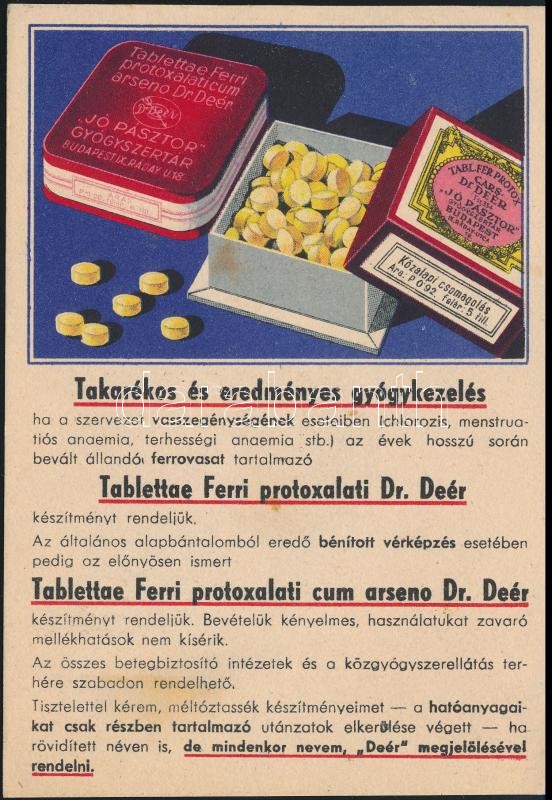 Tablettae Ferri
protoxalaticum
arseno Dr. Deér
"JÓ PÁSZTOR"
GYÓGYSZERTÁR
BUDAPEST.IX.RÁDAY U.18.
TABL.FER PROTOX
CARS.
Dr DEÉR
"JÓ PÁSZTOR"
BUDAPEST
Közalapi csomagolás
Ára: P 0'92. felár: 5 fill.
Takarékos és eredményes gyógykezelés
ha a szervezet vasszegénységének eseteiben (chlorozis, menstrua-
tiós anaemia, terhességi anaemia stb.) az évek hosszú során
bevált állandó ferrovasat tartalmazó
Tablettae Ferri protoxalati Dr. Deér
készítményt rendeljük.
Az általános alapbántalomból eredő bénított vérképzés esetében
pedig az előnyösen ismert
Tablettae Ferri protoxalati cum arseno Dr. Deér
készítményt rendeljük. Bevételük kényelmes, használatukat zavaró
mellékhatások nem kísérik.
Az összes betegbiztosító intézetek és a közgyógyszerellátás ter-
hére szabadon rendelhető.
Tisztelettel kérem, méltóztassék készítményeimet — a hatóanyagai-
kat csak részben tartalmazó utánzatok elkerülése végett — ha
rövidített néven is, de mindenkor nevem, „Deér" megjelölésével
rendelni.
darabanth